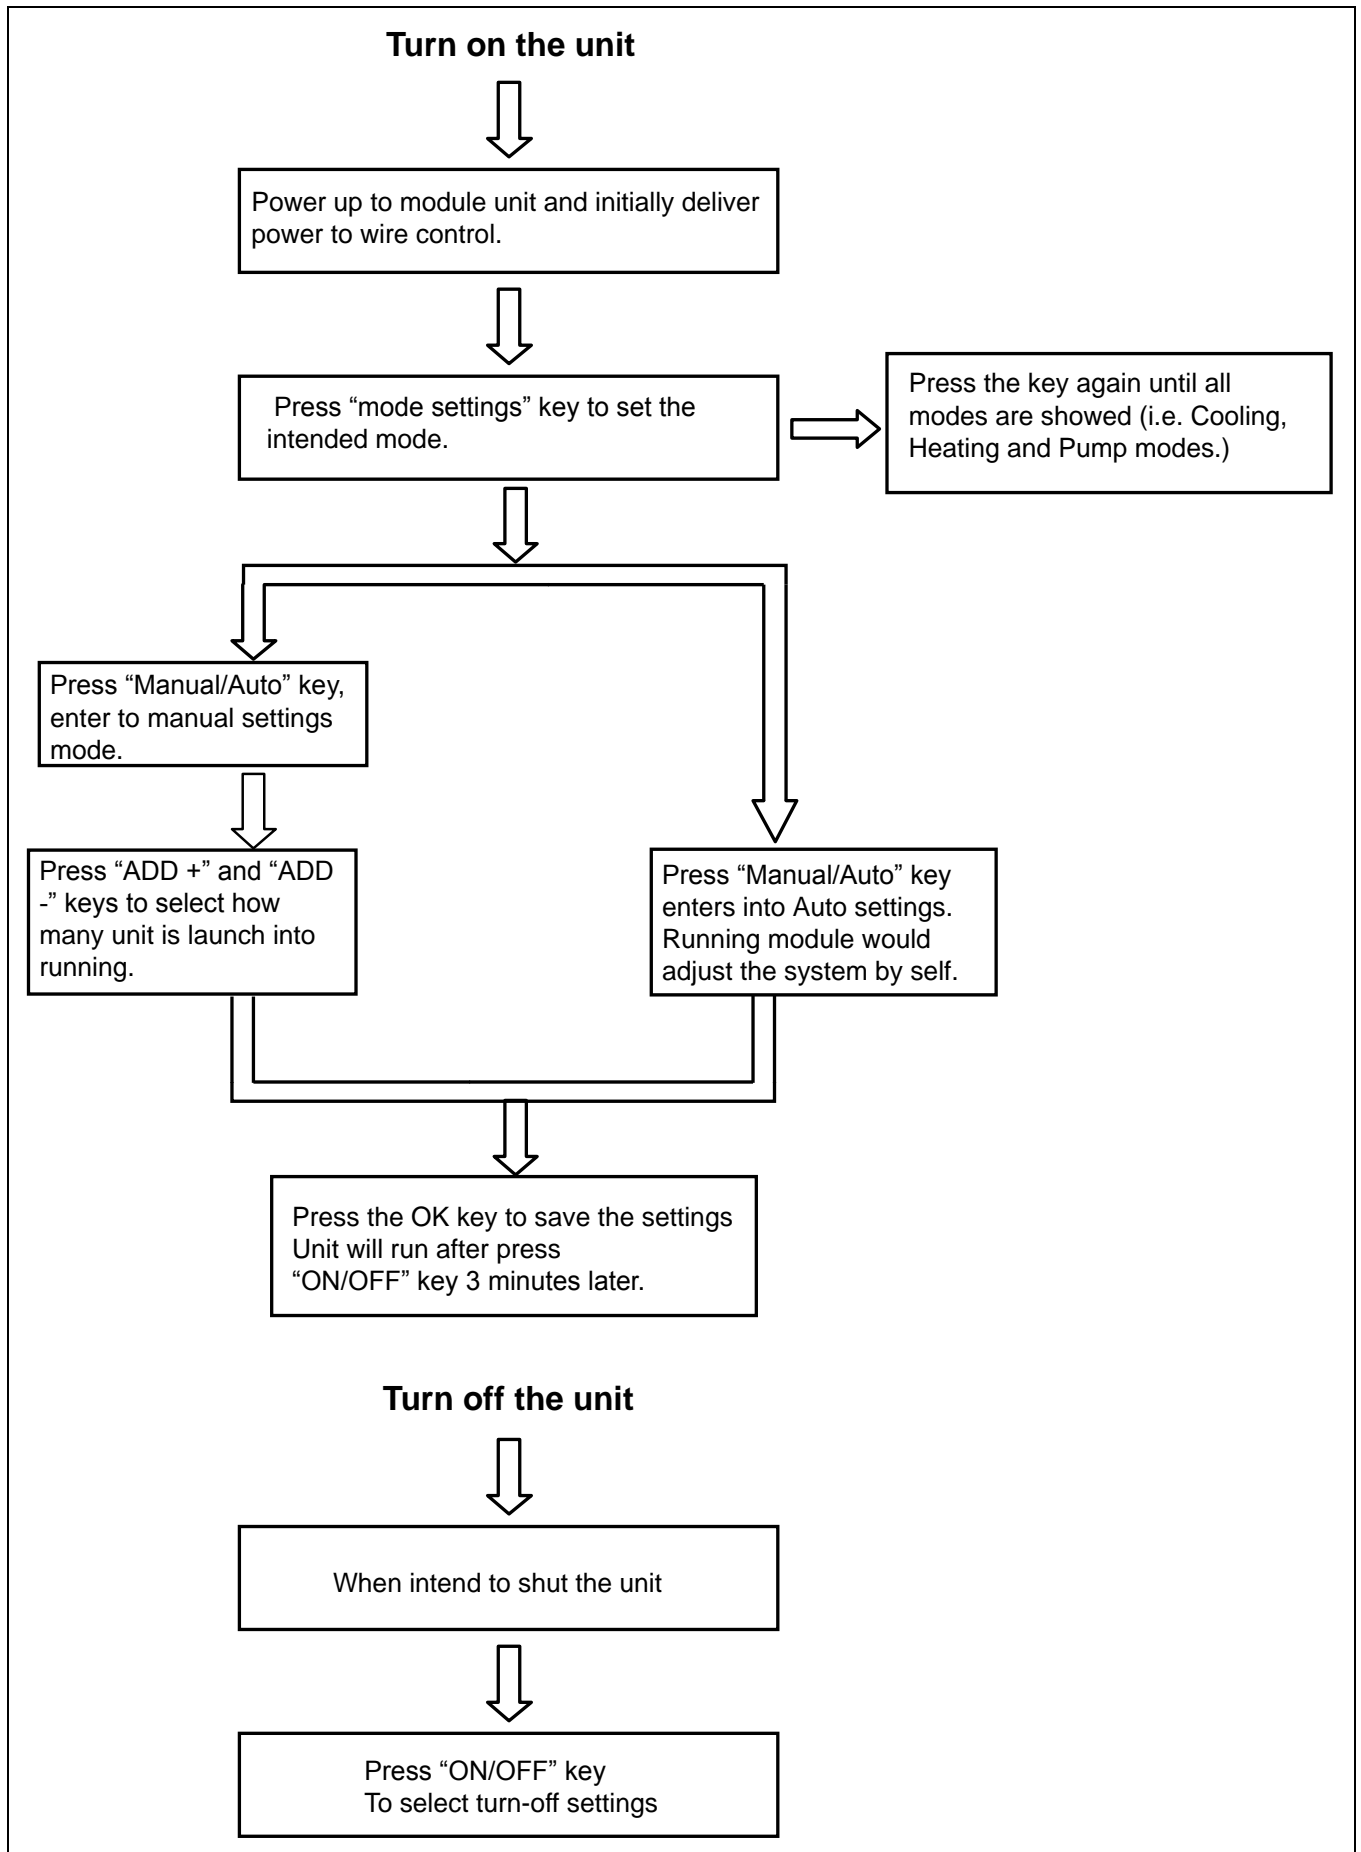 Turn on the unit
Power up to module unit and initially deliver
power to wire control.
Press “mode settings” key to set the
intended mode.
Press the key again until all
modes are showed (i.e. Cooling,
Heating and Pump modes.)
Press “Manual/Auto” key,
enter to manual settings
mode.
Press “ADD +” and “ADD
-” keys to select how
many unit is launch into
running.
Press “Manual/Auto” key
enters into Auto settings.
Running module would
adjust the system by self.
Press the OK key to save the settings
Unit will run after press
“ON/OFF” key 3 minutes later.
Turn off the unit
When intend to shut the unit
Press “ON/OFF” key
To select turn-off settings